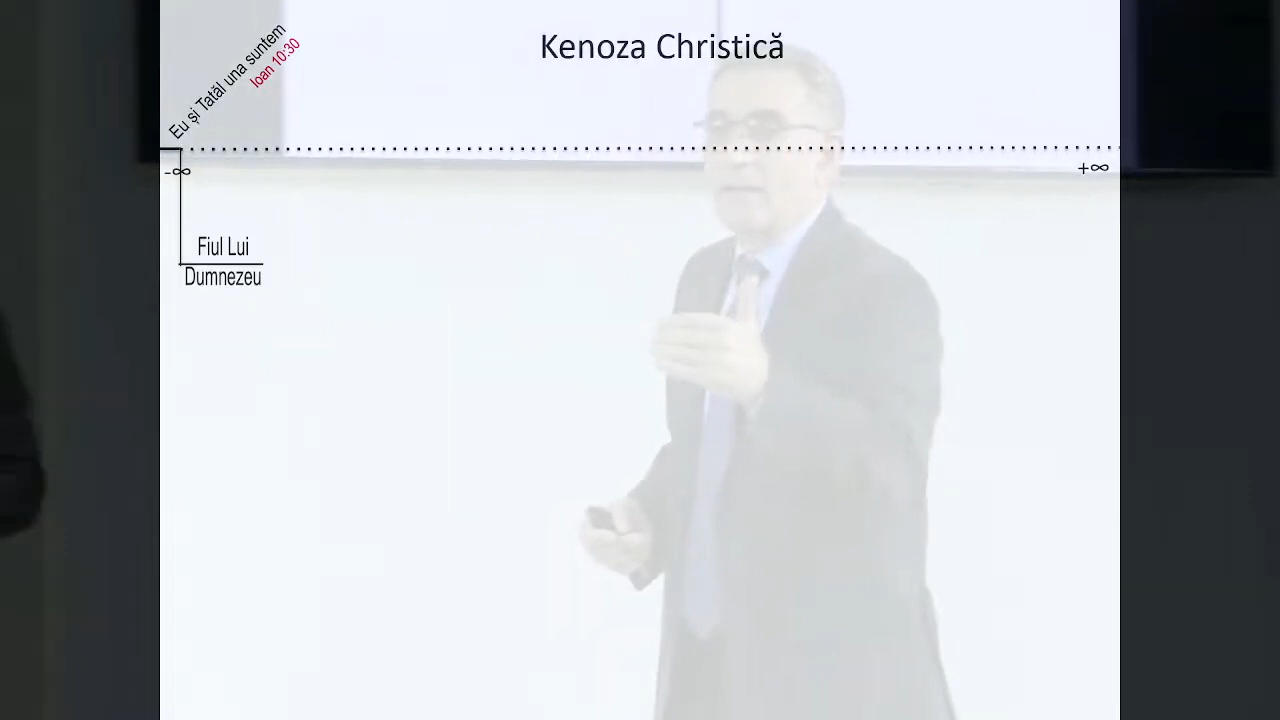 Kenoza Christică
Eu și Tatăl una suntem
Ioan 10:30
-∞
+∞
Fiul Lui
Dumnezeu